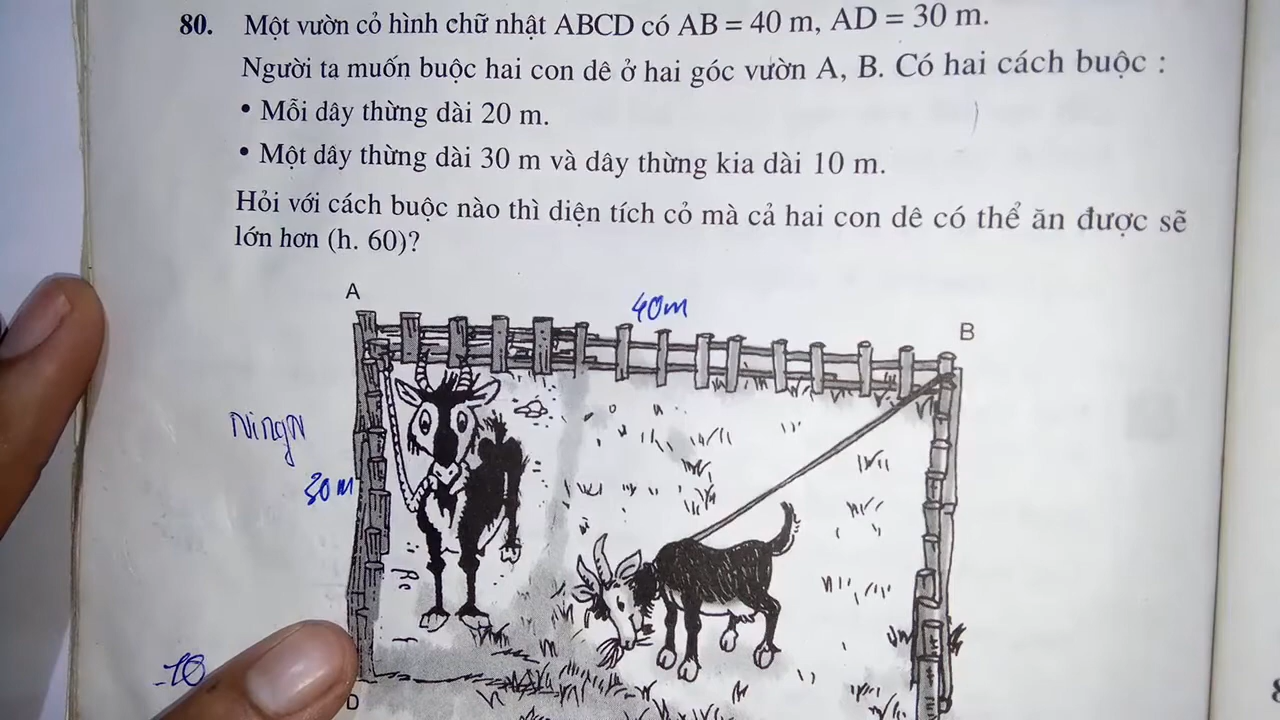 80. Một vườn cỏ hình chữ nhật ABCD có AB = 40 m, AD = 30 m.
Người ta muốn buộc hai con dê ở hai góc vườn A, B. Có hai cách buộc :
• Mỗi dây thừng dài 20 m.
• Một dây thừng dài 30 m và dây thừng kia dài 10 m.
Hỏi với cách buộc nào thì diện tích cỏ mà cả hai con dê có thể ăn được sẽ
lớn hơn (h. 60)?
A
40m
B
30m
D